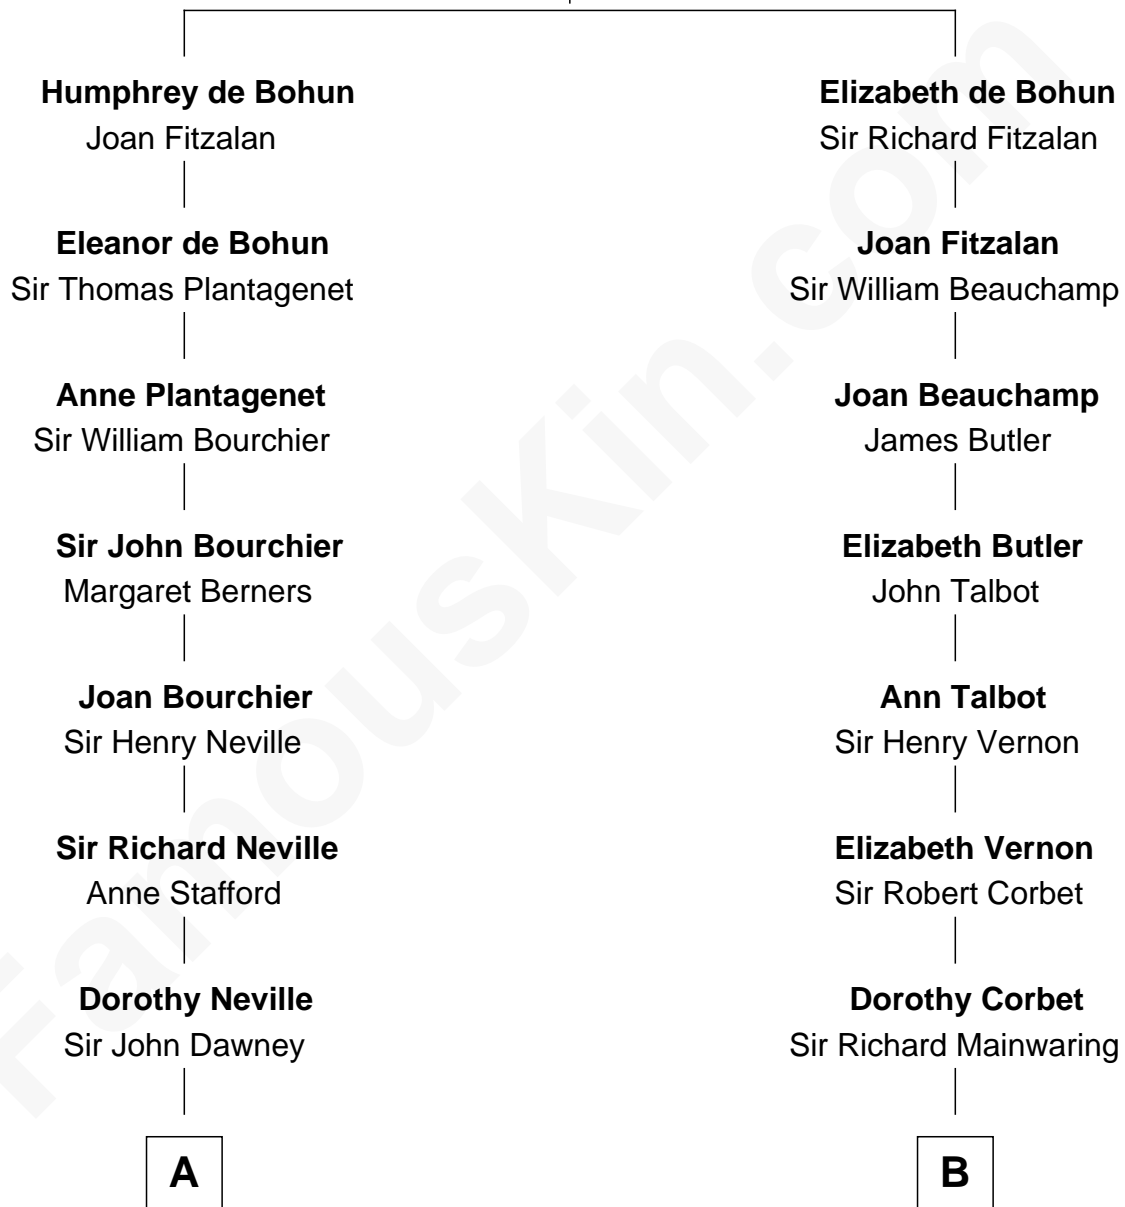 Humphrey de Bohun
Joan Fitzalan
Eleanor de Bohun
Sir Thomas Plantagenet
Anne Plantagenet
Sir William Bourchier
Sir John Bourchier
Margaret Berners
Joan Bourchier
Sir Henry Neville
Sir Richard Neville
Anne Stafford
Dorothy Neville
Sir John Dawney
A
Elizabeth de Bohun
Sir Richard Fitzalan
Joan Fitzalan
Sir William Beauchamp
Joan Beauchamp
James Butler
Elizabeth Butler
John Talbot
Ann Talbot
Sir Henry Vernon
Elizabeth Vernon
Sir Robert Corbet
Dorothy Corbet
Sir Richard Mainwaring
B
FamousKin.com